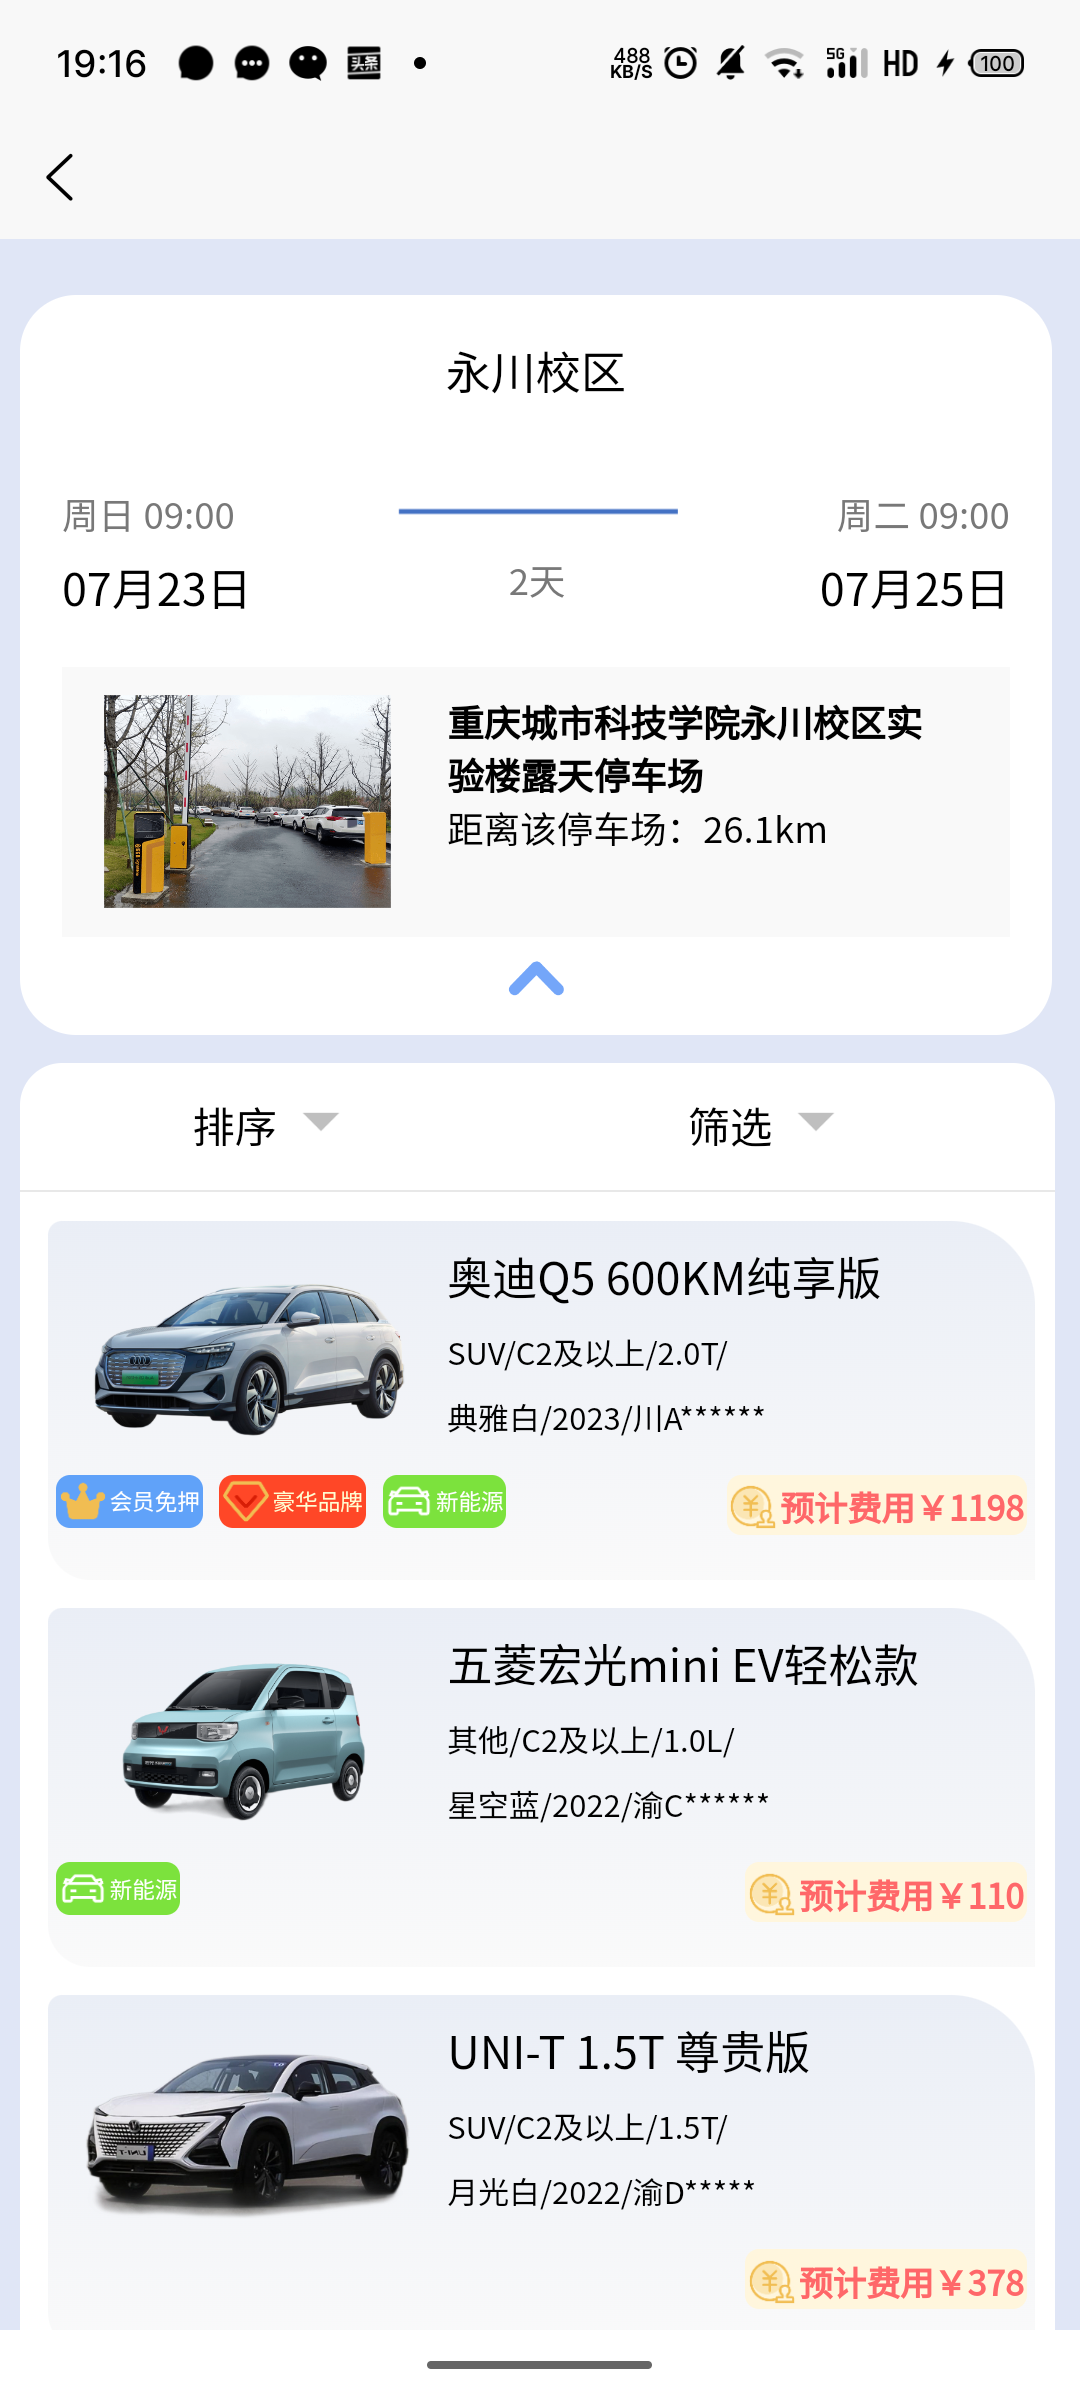 19:16
头条
488
KB/S
5G
HD
100
永川校区
周日 09:00
周二 09:00
07月23日
2天
07月25日
重庆城市科技学院永川校区实
验楼露天停车场
距离该停车场：26.1km
排序
筛选
奥迪Q5 600KM纯享版
SUV/C2及以上/2.0T/
典雅白/2023/川A******
会员免押
豪华品牌
新能源
预计费用￥1198
五菱宏光mini EV轻松款
其他/C2及以上/1.0L/
星空蓝/2022/渝C******
新能源
预计费用￥110
UNI-T 1.5T 尊贵版
SUV/C2及以上/1.5T/
月光白/2022/渝D*****
预计费用￥378